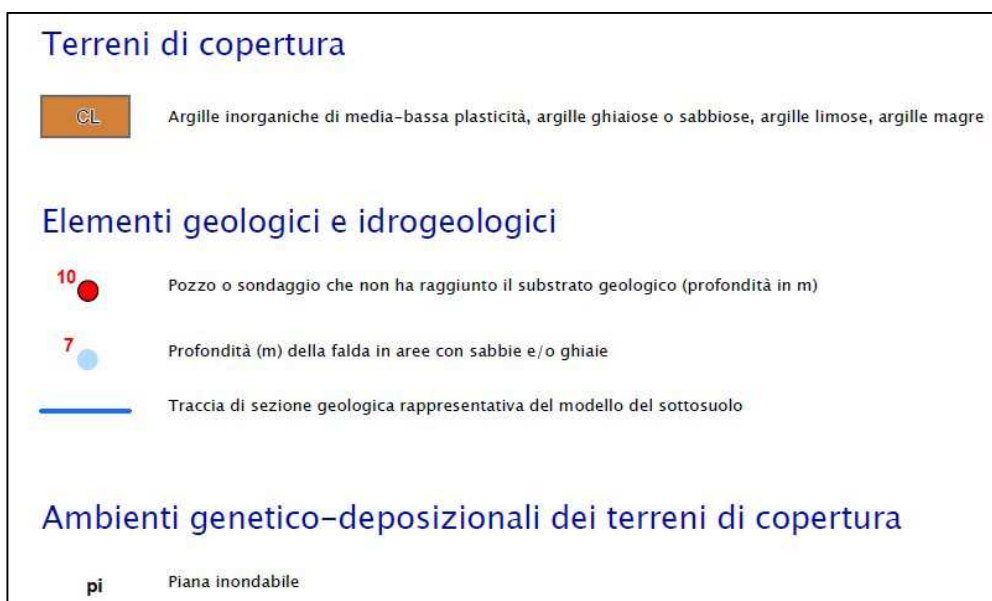 Terreni di copertura
CL Argille inorganiche di media-bassa plasticità, argille ghiaiose o sabbiose, argille limose, argille magre
Elementi geologici e idrogeologici
10 Pozzo o sondaggio che non ha raggiunto il substrato geologico (profondità in m)
7 Profondità (m) della falda in aree con sabbie e/o ghiaie
Traccia di sezione geologica rappresentativa del modello del sottosuolo
Ambienti genetico-deposizionali dei terreni di copertura
pi Piana inondabile